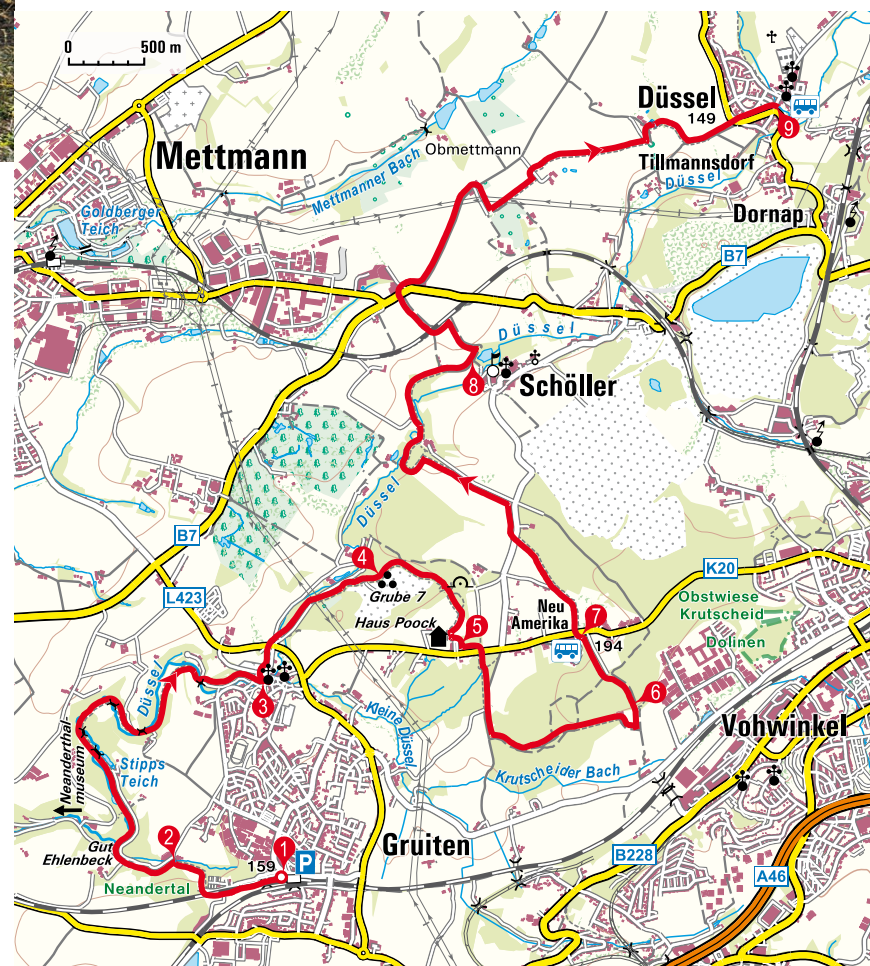 0 500 m
Düssel
149
9
Mettmann
Obmettmann
Mettmanner Bach
Tillmannsdorf
Düssel
Goldberger
Teich
Dornap
B7
Düssel
8
Schöller
Düssel
B7
4
K20
L423
Grube 7
Obstwiese
Krutscheid
Neu
Amerika
7
Haus Poock
5
194
Dolinen
Düssel
6
3
Kleine Düssel
Vohwinkel
Neanderthal-
museum
Stipps
Teich
Krutscheider Bach
Gut
Ehlenbeck
2
1
P
Gruiten
159
B228
A46
Neandertal